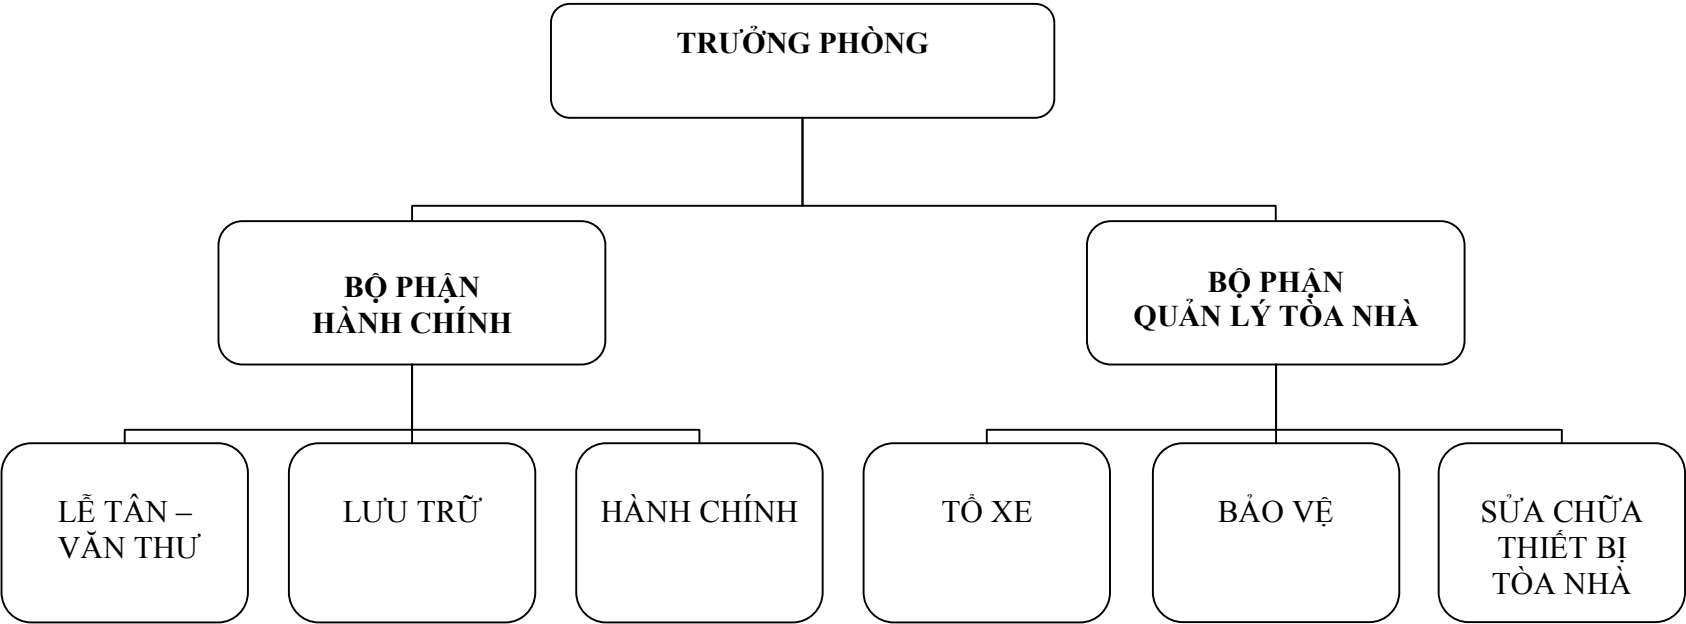 TRƯỞNG PHÒNG
BỘ PHẬN
HÀNH CHÍNH
BỘ PHẬN
QUẢN LÝ TÒA NHÀ
LỄ TÂN –
VĂN THƯ
LƯU TRỮ
HÀNH CHÍNH
TỔ XE
BẢO VỆ
SỬA CHỮA
THIẾT BỊ
TÒA NHÀ